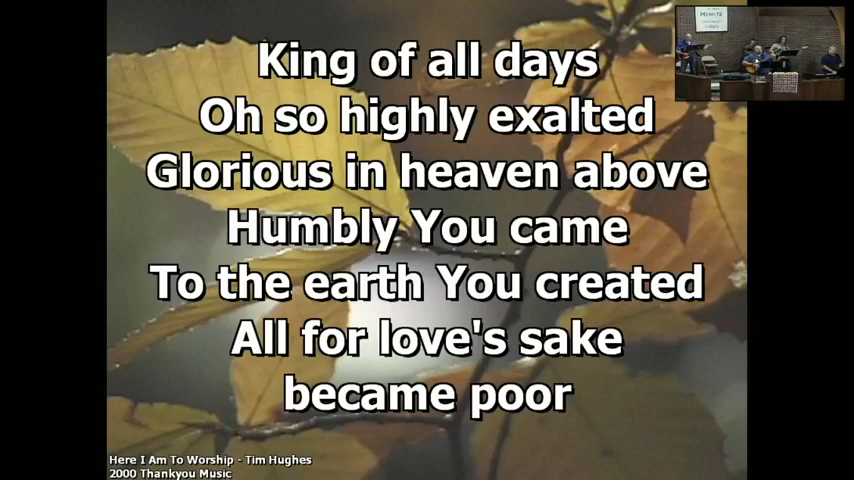 King of all days
Oh so highly exalted
Glorious in heaven above
Humbly You came
To the earth You created
All for love's sake
became poor
Here I Am To Worship - Tim Hughes
2000 Thankyou Music